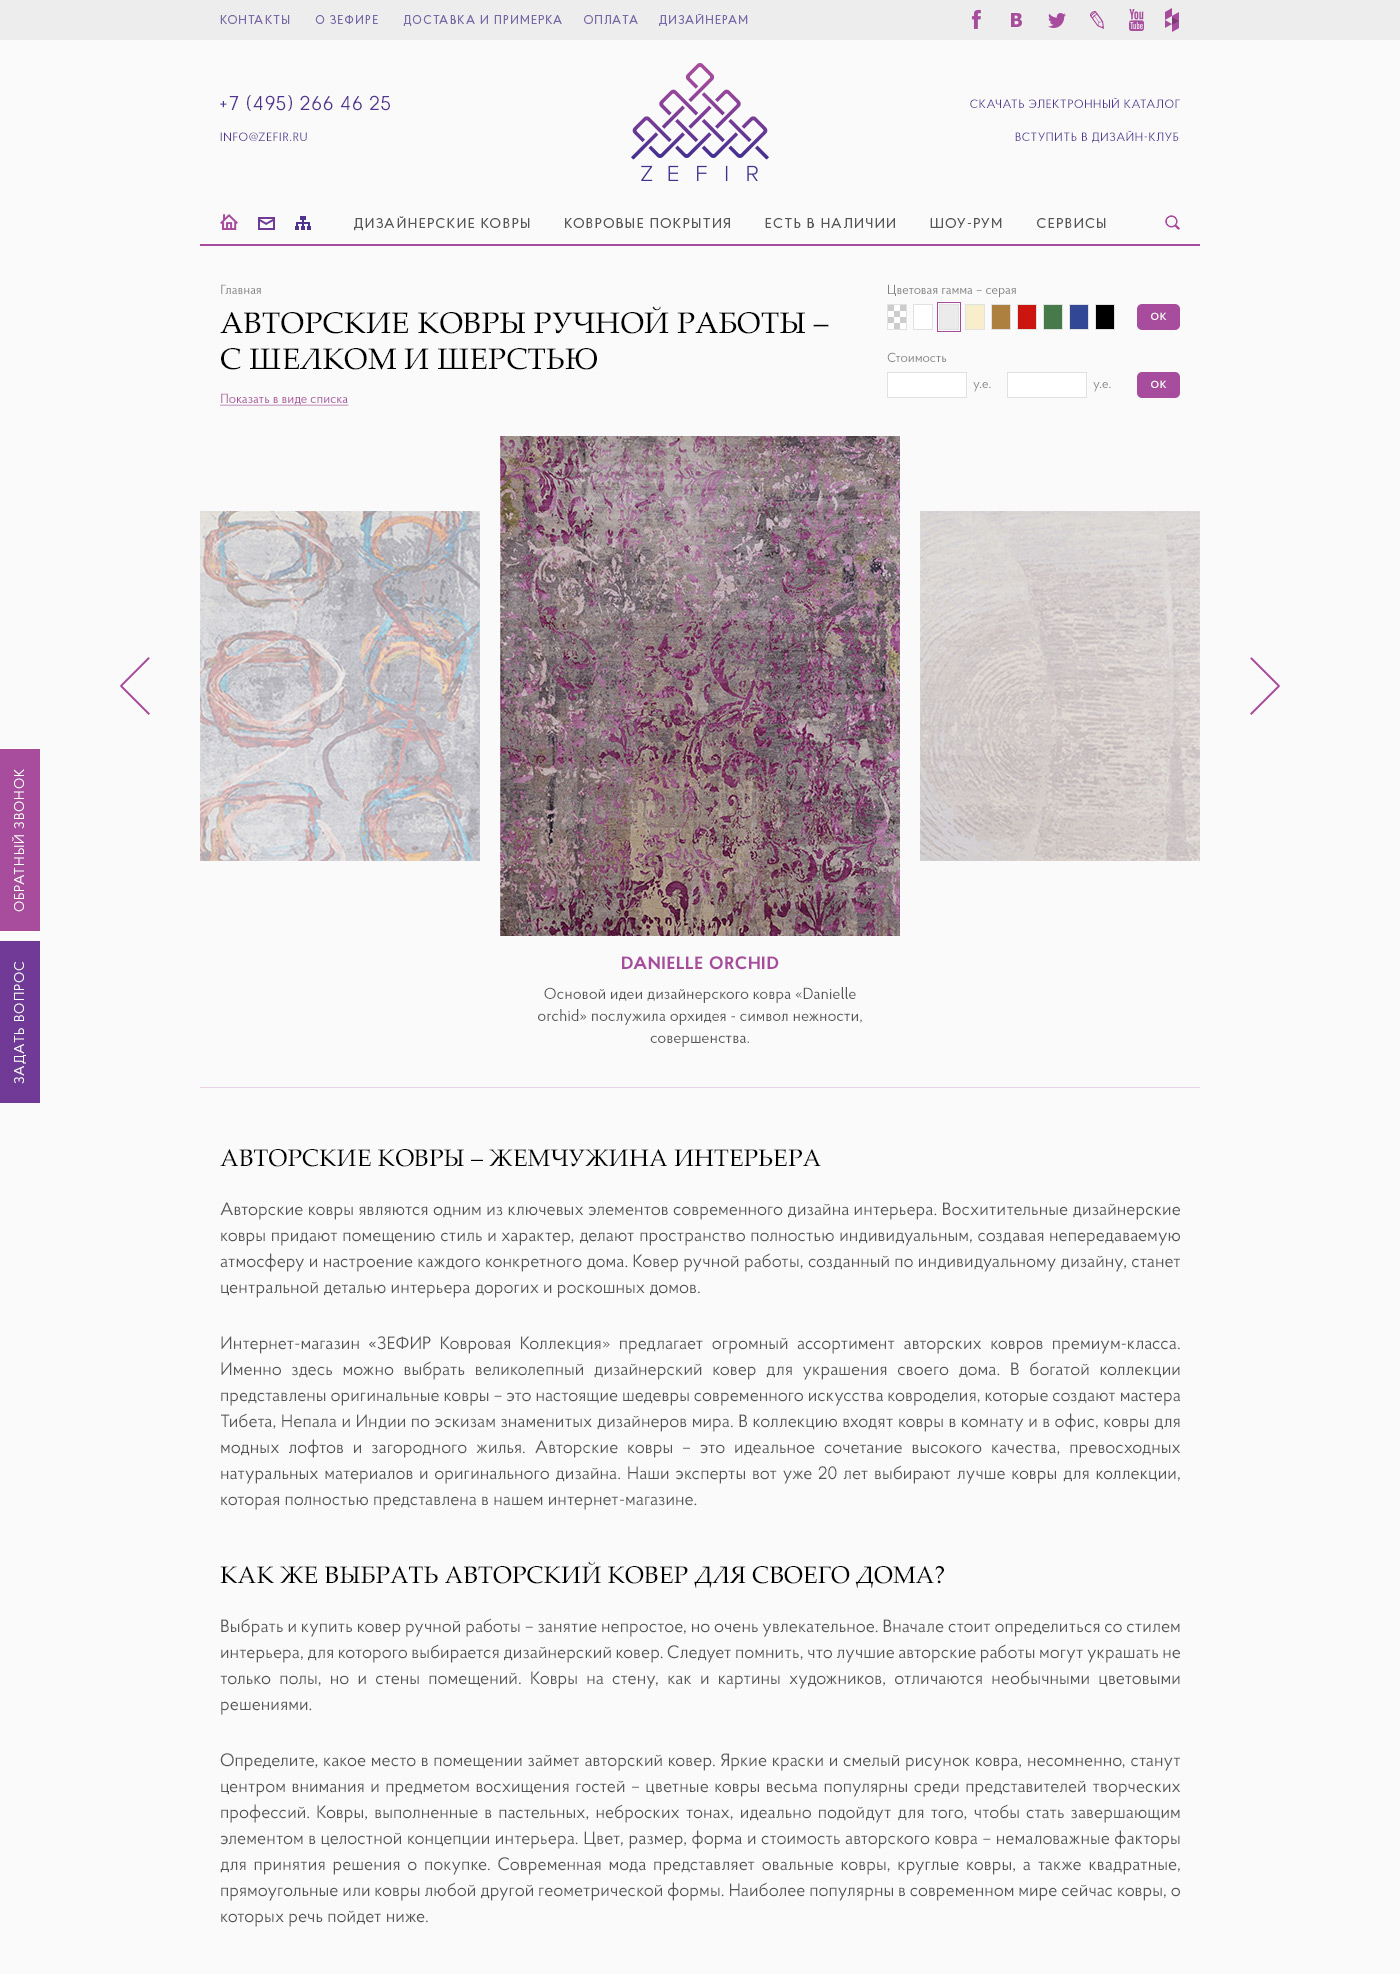 КОНТАКТЫ О ЗЕФИРЕ ДОСТАВКА И ПРИМЕРКА ОПЛАТА ДИЗАЙНЕРАМ
You Tube
+7 (495) 266 46 25
СКАЧАТЬ ЭЛЕКТРОННЫЙ КАТАЛОГ
INFO@ZEFIR.RU
ВСТУПИТЬ В ДИЗАЙН-КЛУБ
ZEFIR
ДИЗАЙНЕРСКИЕ КОВРЫ КОВРОВЫЕ ПОКРЫТИЯ ЕСТЬ В НАЛИЧИИ ШОУ-РУМ СЕРВИСЫ
Главная
АВТОРСКИЕ КОВРЫ РУЧНОЙ РАБОТЫ –
С ШЕЛКОМ И ШЕРСТЬЮ
Показать в виде списка
Цветовая гамма – серая
ОК
Стоимость
у.е. у.е. ОК
ОБРАТНЫЙ ЗВОНОК
ЗАДАТЬ ВОПРОС
DANIELLE ORCHID
Основой идеи дизайнерского ковра «Danielle
orchid» послужила орхидея - символ нежности,
совершенства.
АВТОРСКИЕ КОВРЫ – ЖЕМЧУЖИНА ИНТЕРЬЕРА
Авторские ковры являются одним из ключевых элементов современного дизайна интерьера. Восхитительные дизайнерские
ковры придают помещению стиль и характер, делают пространство полностью индивидуальным, создавая непередаваемую
атмосферу и настроение каждого конкретного дома. Ковер ручной работы, созданный по индивидуальному дизайну, станет
центральной деталью интерьера дорогих и роскошных домов.
Интернет-магазин «ЗЕФИР Ковровая Коллекция» предлагает огромный ассортимент авторских ковров премиум-класса.
Именно здесь можно выбрать великолепный дизайнерский ковер для украшения своего дома. В богатой коллекции
представлены оригинальные ковры – это настоящие шедевры современного искусства ковроделия, которые создают мастера
Тибета, Непала и Индии по эскизам знаменитых дизайнеров мира. В коллекцию входят ковры в комнату и в офис, ковры для
модных лофтов и загородного жилья. Авторские ковры – это идеальное сочетание высокого качества, превосходных
натуральных материалов и оригинального дизайна. Наши эксперты вот уже 20 лет выбирают лучше ковры для коллекции,
которая полностью представлена в нашем интернет-магазине.
КАК ЖЕ ВЫБРАТЬ АВТОРСКИЙ КОВЕР ДЛЯ СВОЕГО ДОМА?
Выбрать и купить ковер ручной работы – занятие непростое, но очень увлекательное. Вначале стоит определиться со стилем
интерьера, для которого выбирается дизайнерский ковер. Следует помнить, что лучшие авторские работы могут украшать не
только полы, но и стены помещений. Ковры на стену, как и картины художников, отличаются необычными цветовыми
решениями.
Определите, какое место в помещении займет авторский ковер. Яркие краски и смелый рисунок ковра, несомненно, станут
центром внимания и предметом восхищения гостей – цветные ковры весьма популярны среди представителей творческих
профессий. Ковры, выполненные в пастельных, неброских тонах, идеально подойдут для того, чтобы стать завершающим
элементом в целостной концепции интерьера. Цвет, размер, форма и стоимость авторского ковра – немаловажные факторы
для принятия решения о покупке. Современная мода представляет овальные ковры, круглые ковры, а также квадратные,
прямоугольные или ковры любой другой геометрической формы. Наиболее популярны в современном мире сейчас ковры, о
которых речь пойдет ниже.